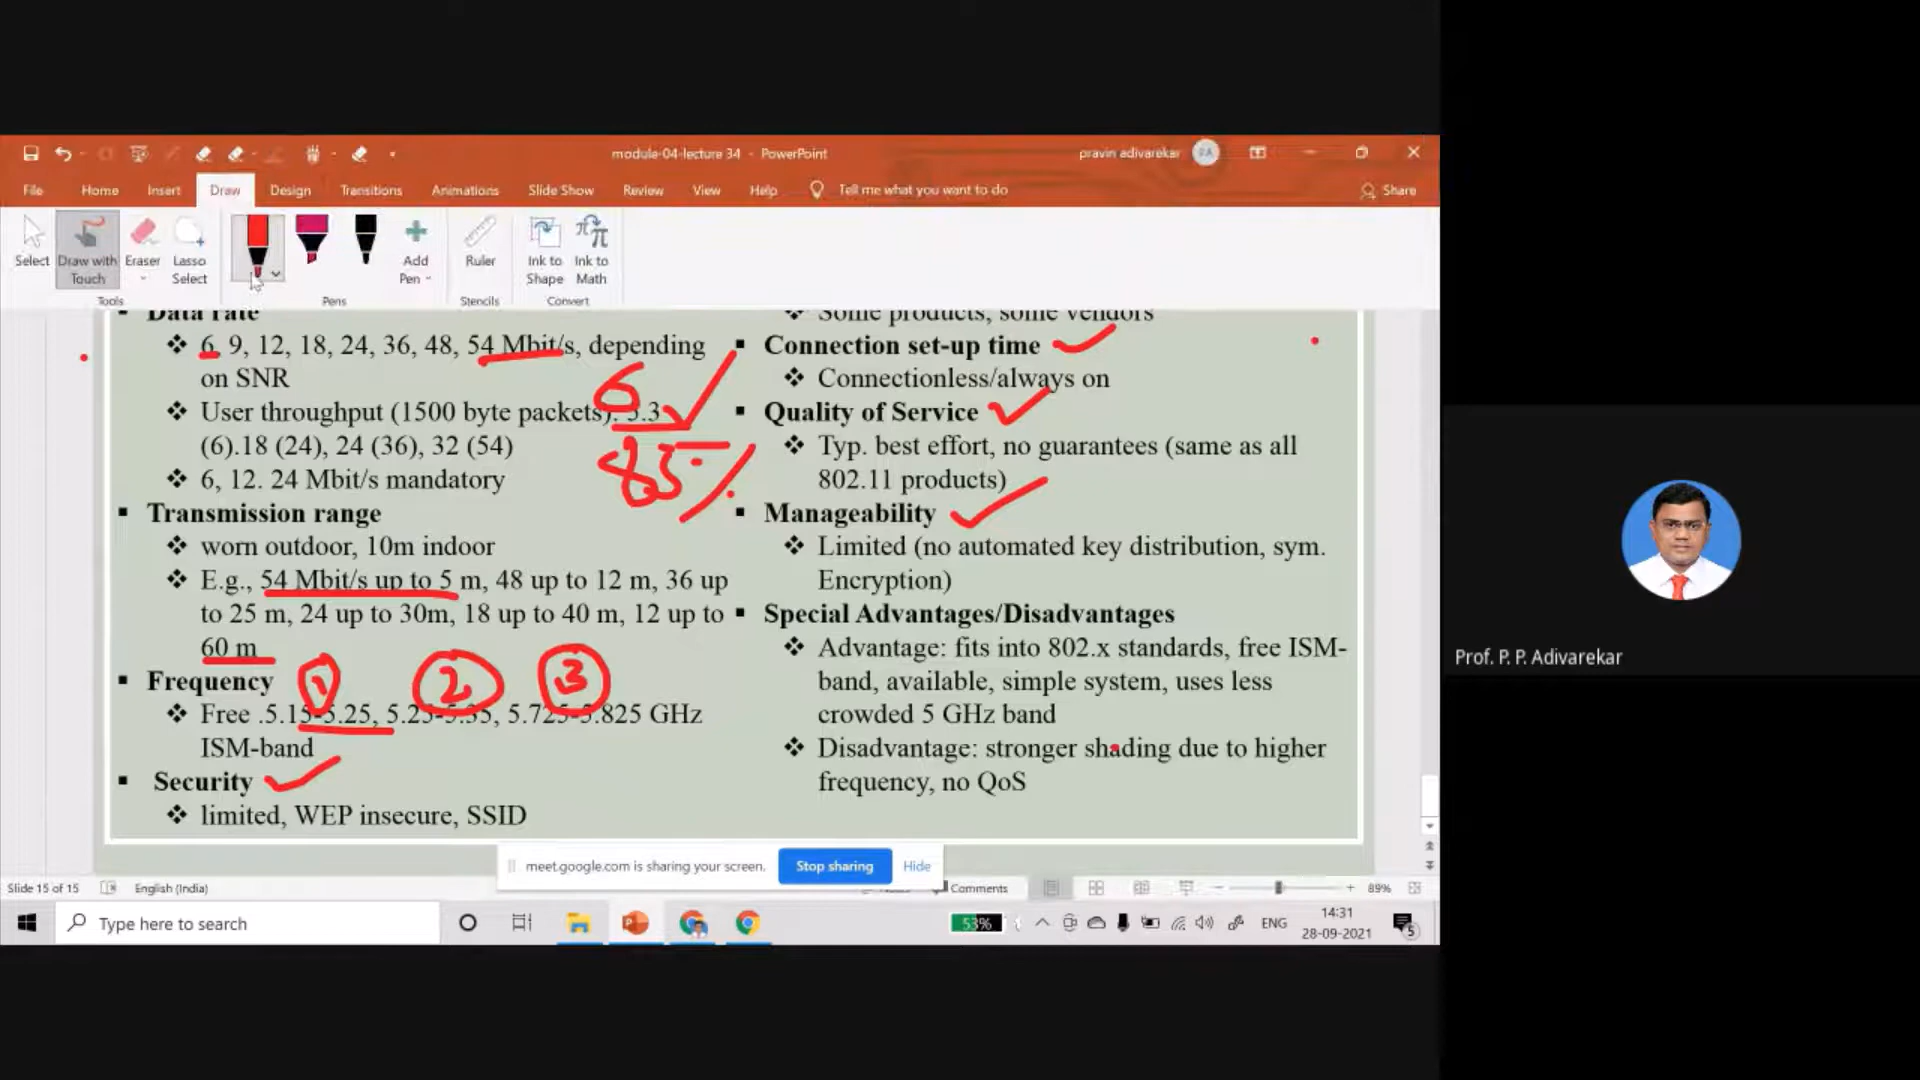 module-04-lecture 34 - PowerPoint
pravin adivarekar
PA
File Home Insert Draw Design Transitions Animations Slide Show Review View Help Tell me what you want to do
Share
Select
Draw with Touch
Eraser
Lasso Select
Add Pen
Ruler
Ink to Shape
Ink to Math
Tools Pens Stencils Convert
Data rate
6, 9, 12, 18, 24, 36, 48, 54 Mbit/s, depending
on SNR
6
User throughput (1500 byte packets): 5.3
(6).18 (24), 24 (36), 32 (54)
85%
6, 12. 24 Mbit/s mandatory
Transmission range
worn outdoor, 10m indoor
E.g., 54 Mbit/s up to 5 m, 48 up to 12 m, 36 up
to 25 m, 24 up to 30m, 18 up to 40 m, 12 up to
60 m
Frequency
1 2 3
Free .5.15-5.25, 5.25-5.35, 5.725-5.825 GHz
ISM-band
Security
limited, WEP insecure, SSID
Some products, some vendors
Connection set-up time
Connectionless/always on
Quality of Service
Typ. best effort, no guarantees (same as all
802.11 products)
Manageability
Limited (no automated key distribution, sym.
Encryption)
Special Advantages/Disadvantages
Advantage: fits into 802.x standards, free ISM-
band, available, simple system, uses less
crowded 5 GHz band
Disadvantage: stronger shading due to higher
frequency, no QoS
meet.google.com is sharing your screen. Stop sharing Hide
Slide 15 of 15 English (India) Comments 89%
Type here to search
53%
ENG
14:31
28-09-2021
5
Prof. P. P. Adivarekar